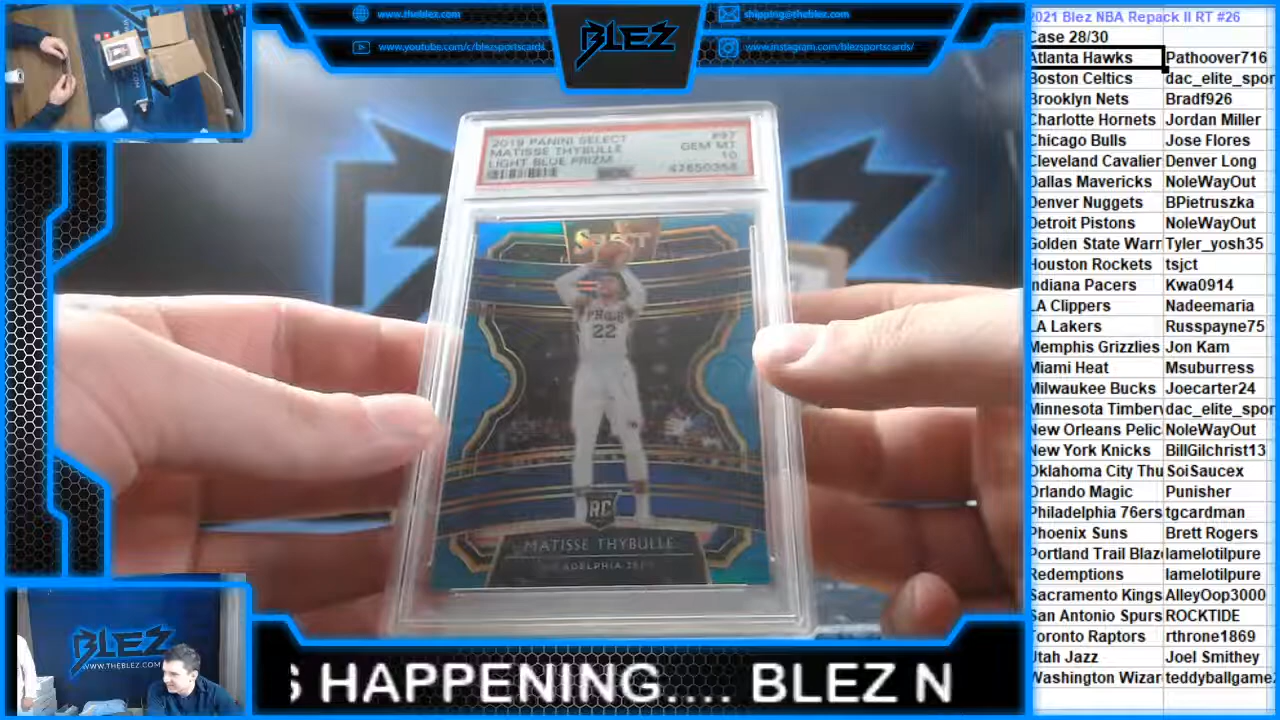 www.theblez.com
www.youtube.com/c/blezsportscards/
BLEZ
shipping@theblez.com
www.instagram.com/blezsportscards/
2019 PANINI SELECT #97
MATISSE THYBULLE GEM MT
LIGHT BLUE PRIZM 10
PHILA
22
RC
MATISSE THYBULLE
BLEZ
WWW.THEBLEZ.COM
S HAPPENING.... BLEZ N
2021 Blez NBA Repack II RT #26
Case 28/30
Atlanta Hawks Pathoover716
Boston Celtics dac_elite_spor
Brooklyn Nets Bradf926
Charlotte Hornets Jordan Miller
Chicago Bulls Jose Flores
Cleveland Cavalier Denver Long
Dallas Mavericks NoleWayOut
Denver Nuggets BPietruszka
Detroit Pistons NoleWayOut
Golden State Warr Tyler_yosh35
Houston Rockets tsjct
Indiana Pacers Kwa0914
LA Clippers Nadeemaria
LA Lakers Russpayne75
Memphis Grizzlies Jon Kam
Miami Heat Msuburress
Milwaukee Bucks Joecarter24
Minnesota Timberv dac_elite_spor
New Orleans Pelic NoleWayOut
New York Knicks BillGilchrist13
Oklahoma City Thu SoiSaucex
Orlando Magic Punisher
Philadelphia 76ers tgcardman
Phoenix Suns Brett Rogers
Portland Trail Blaz lamelotilpure
Redemptions lamelotilpure
Sacramento Kings AlleyOop3000
San Antonio Spurs ROCKTIDE
Toronto Raptors rthrone1869
Utah Jazz Joel Smithey
Washington Wizar teddyballgame